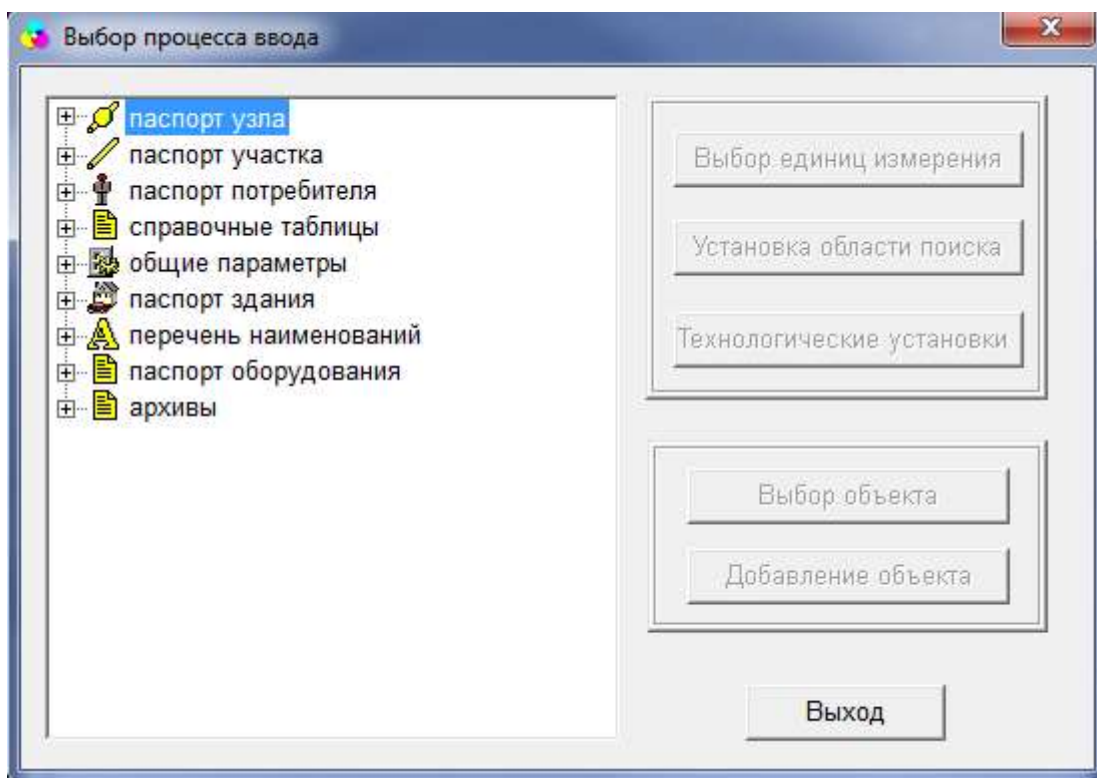 Выбор процесса ввода
паспорт узла
паспорт участка
паспорт потребителя
справочные таблицы
общие параметры
паспорт здания
перечень наименований
паспорт оборудования
архивы
Выбор единиц измерения
Установка области поиска
Технологические установки
Выбор объекта
Добавление объекта
Выход